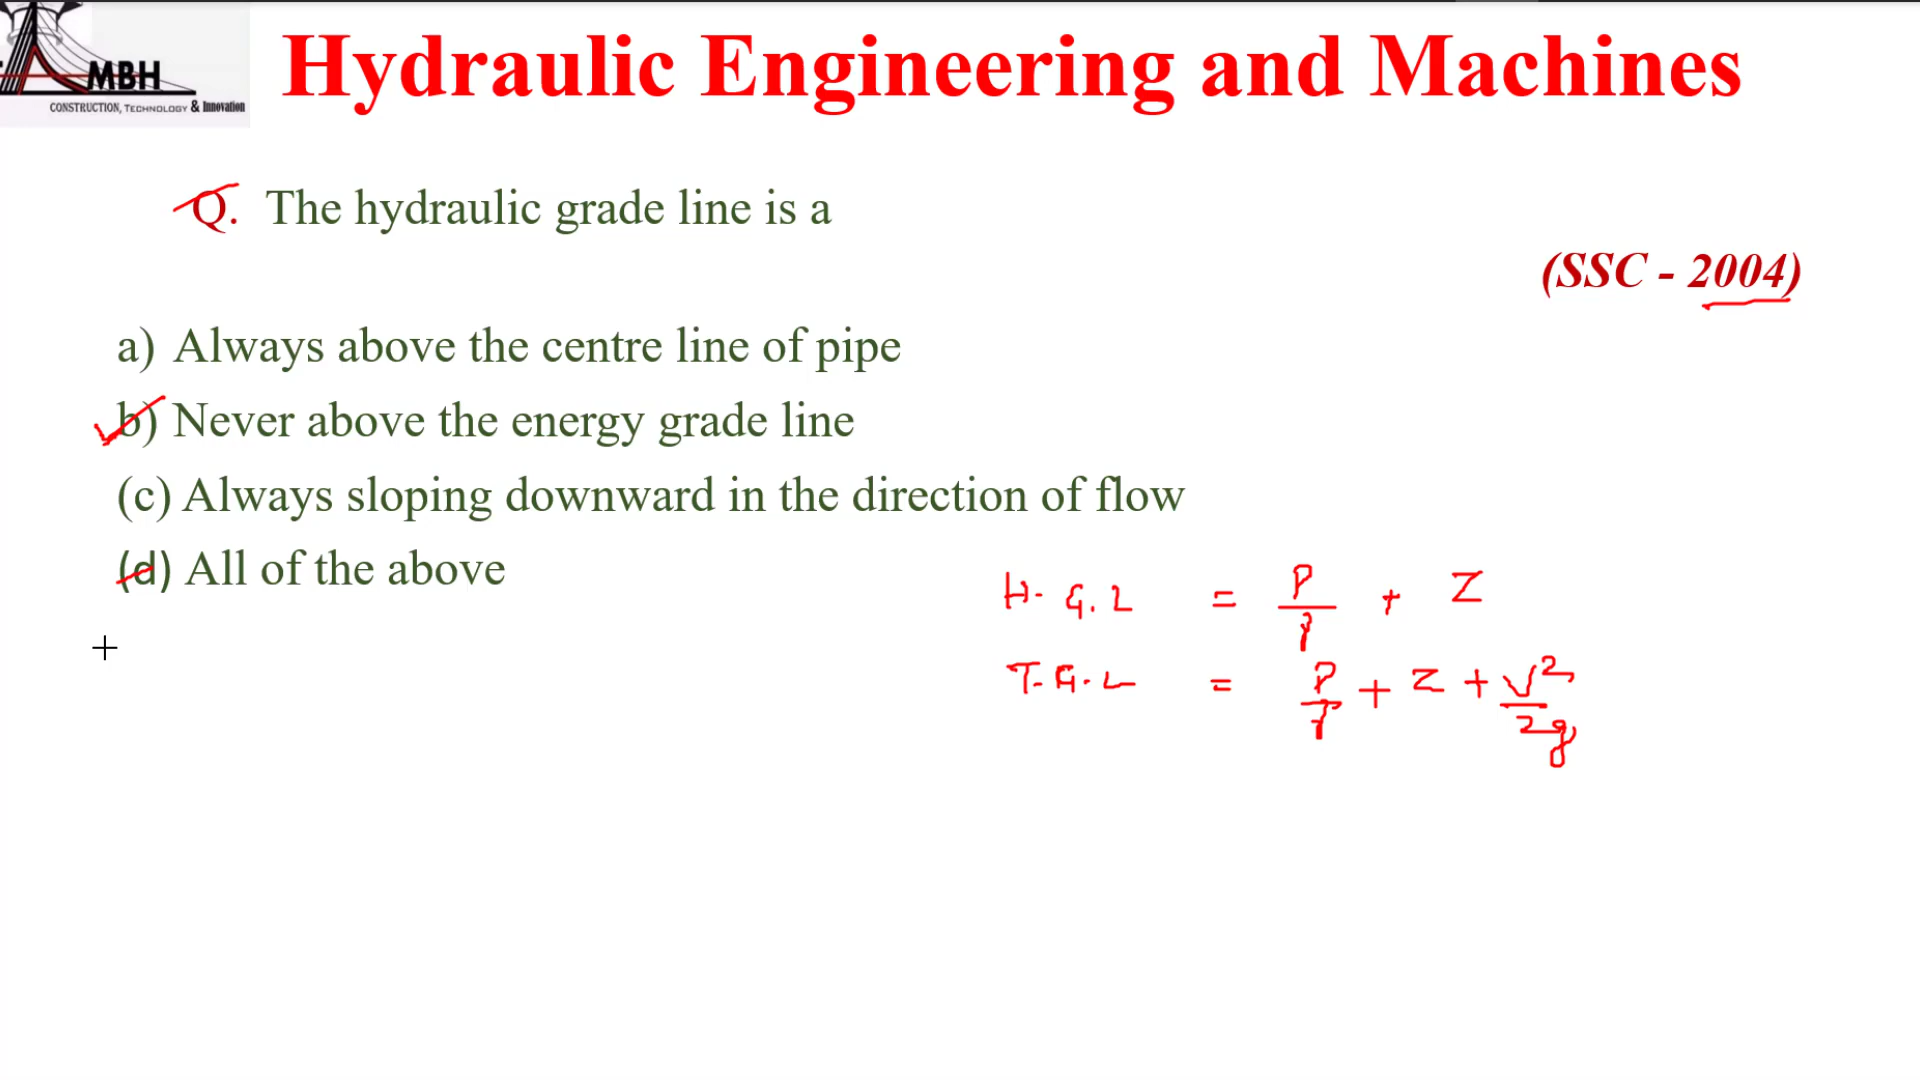 MBH
CONSTRUCTION, TECHNOLOGY & Innovation
Hydraulic Engineering and Machines
Q. The hydraulic grade line is a
(SSC - 2004)
a) Always above the centre line of pipe
b) Never above the energy grade line
(c) Always sloping downward in the direction of flow
(d) All of the above
H.G.L = P/γ + Z
T.G.L = P/γ + Z + V²/2g